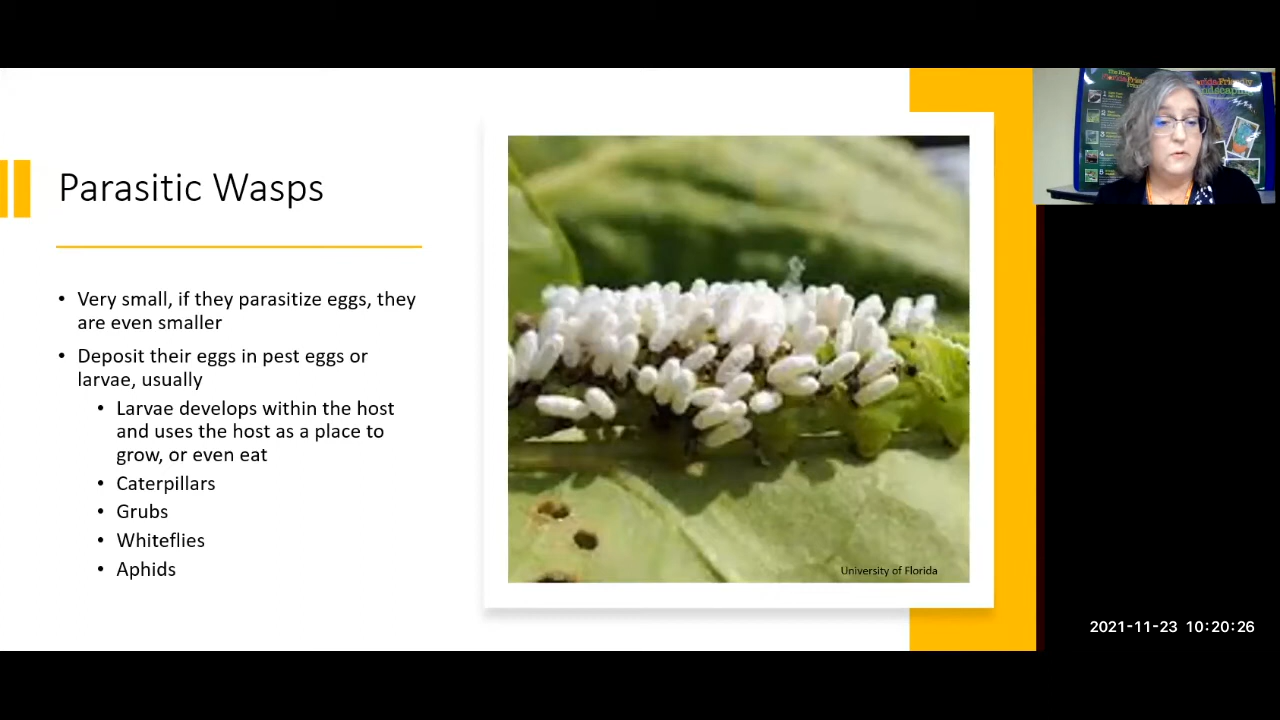 Parasitic Wasps
• Very small, if they parasitize eggs, they
are even smaller
• Deposit their eggs in pest eggs or
larvae, usually
• Larvae develops within the host
and uses the host as a place to
grow, or even eat
• Caterpillars
• Grubs
• Whiteflies
• Aphids
University of Florida
2021-11-23 10:20:26